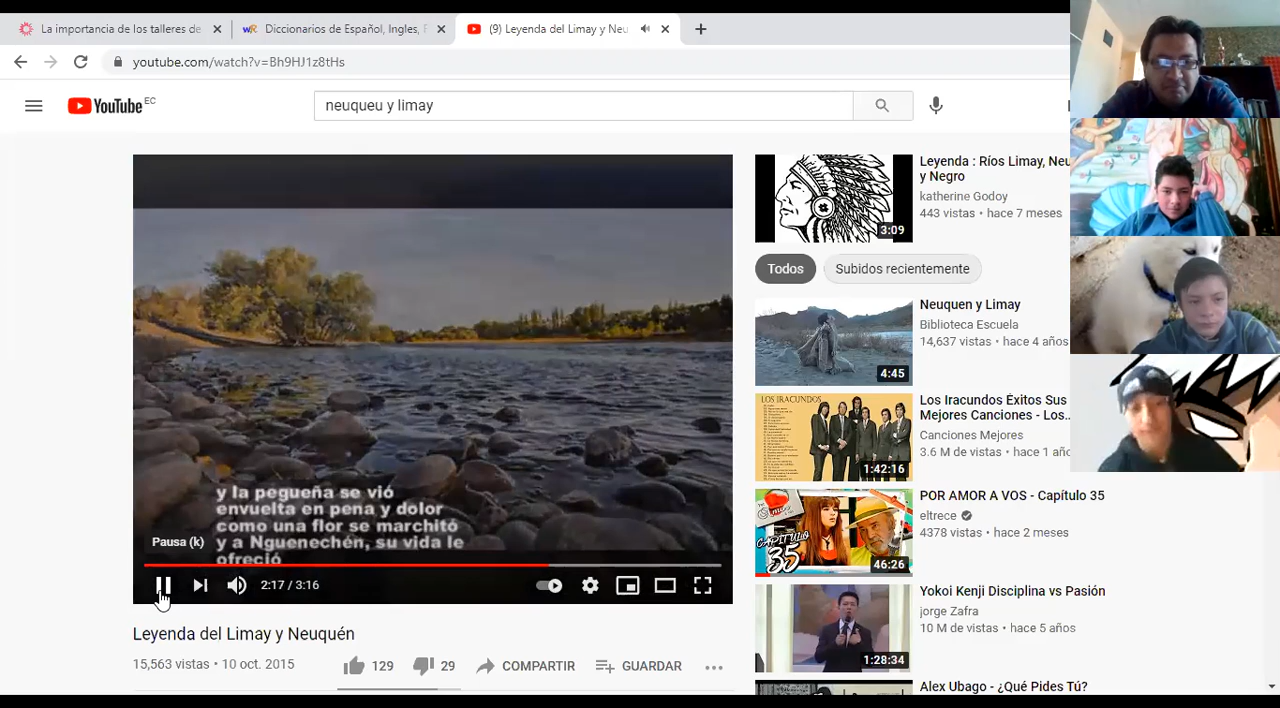 La importancia de los talleres de
Diccionarios de Español, Ingles, F
(9) Leyenda del Limay y Neu
youtube.com/watch?v=Bh9HJ1z8tHs
YouTube EC
neuqueu y limay
y la pegueña se vió
envuelta en pena y dolor
como una flor se marchitó
y a Nguenechén, su vida le
ofreció
Pausa (k)
2:17 / 3:16
Leyenda del Limay y Neuquén
15,563 vistas • 10 oct. 2015
129
29
COMPARTIR
GUARDAR
Leyenda : Ríos Limay, Neu
y Negro
katherine Godoy
443 vistas • hace 7 meses
3:09
Todos
Subidos recientemente
Neuquen y Limay
Biblioteca Escuela
14,637 vistas • hace 4 años
4:45
LOS IRACUNDOS
Los Iracundos Éxitos Sus
Mejores Canciones - Los...
Canciones Mejores
3.6 M de vistas • hace 1 año
1:42:16
CAPITULO
35
POR AMOR A VOS - Capítulo 35
eltrece
4378 vistas • hace 2 meses
46:26
Yokoi Kenji Disciplina vs Pasión
jorge Zafra
10 M de vistas • hace 5 años
1:28:34
Alex Ubago - ¿Qué Pides Tú?